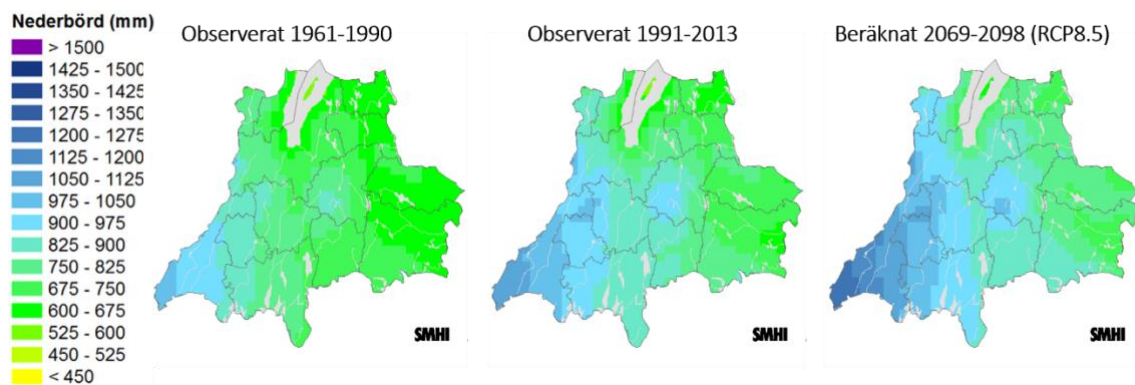 Nederbörd (mm)
> 1500
1425 - 1500
1350 - 1425
1275 - 1350
1200 - 1275
1125 - 1200
1050 - 1125
975 - 1050
900 - 975
825 - 900
750 - 825
675 - 750
600 - 675
525 - 600
450 - 525
< 450
Observerat 1961-1990
SMHI
Observerat 1991-2013
SMHI
Beräknat 2069-2098 (RCP8.5)
SMHI